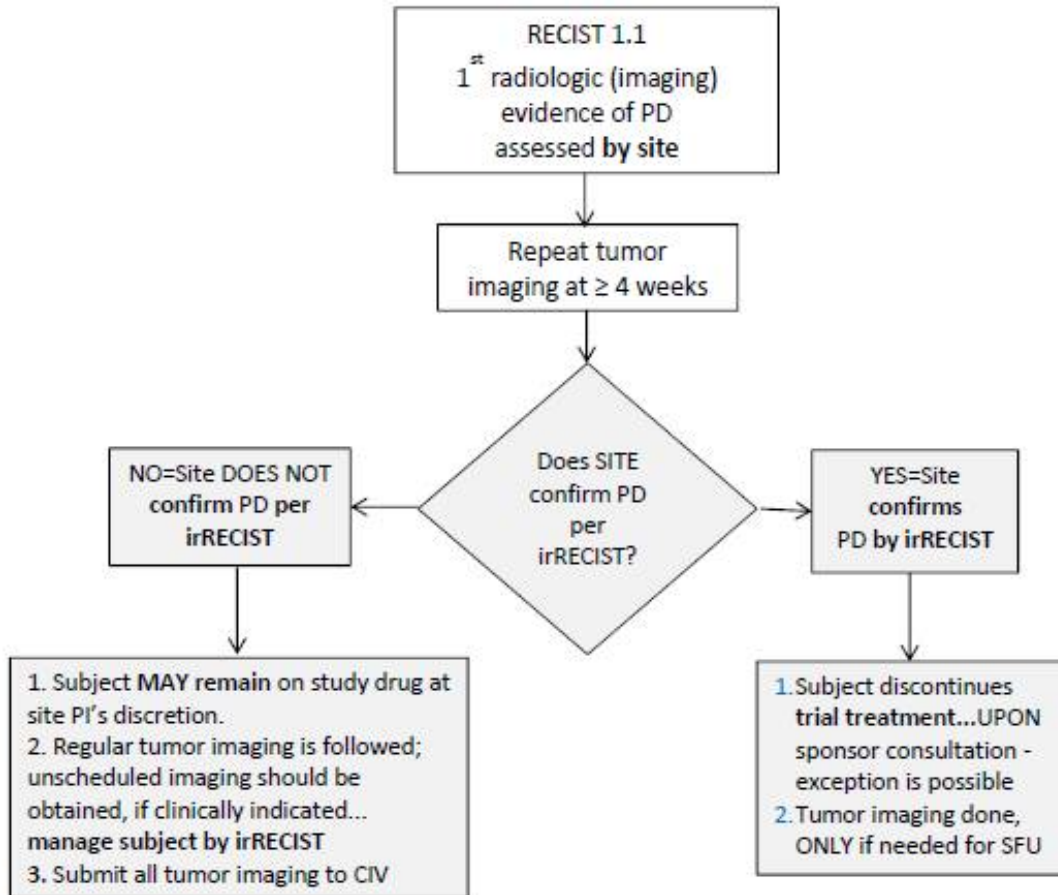 RECIST 1.1
1st radiologic (imaging)
evidence of PD
assessed by site
Repeat tumor
imaging at ≥ 4 weeks
Does SITE
confirm PD
per
irRECIST?
NO=Site DOES NOT
confirm PD per
irRECIST
YES=Site
confirms
PD by irRECIST
1. Subject MAY remain on study drug at
site PI's discretion.
2. Regular tumor imaging is followed;
unscheduled imaging should be
obtained, if clinically indicated...
manage subject by irRECIST
3. Submit all tumor imaging to CIV
1. Subject discontinues
trial treatment...UPON
sponsor consultation -
exception is possible
2. Tumor imaging done,
ONLY if needed for SFU